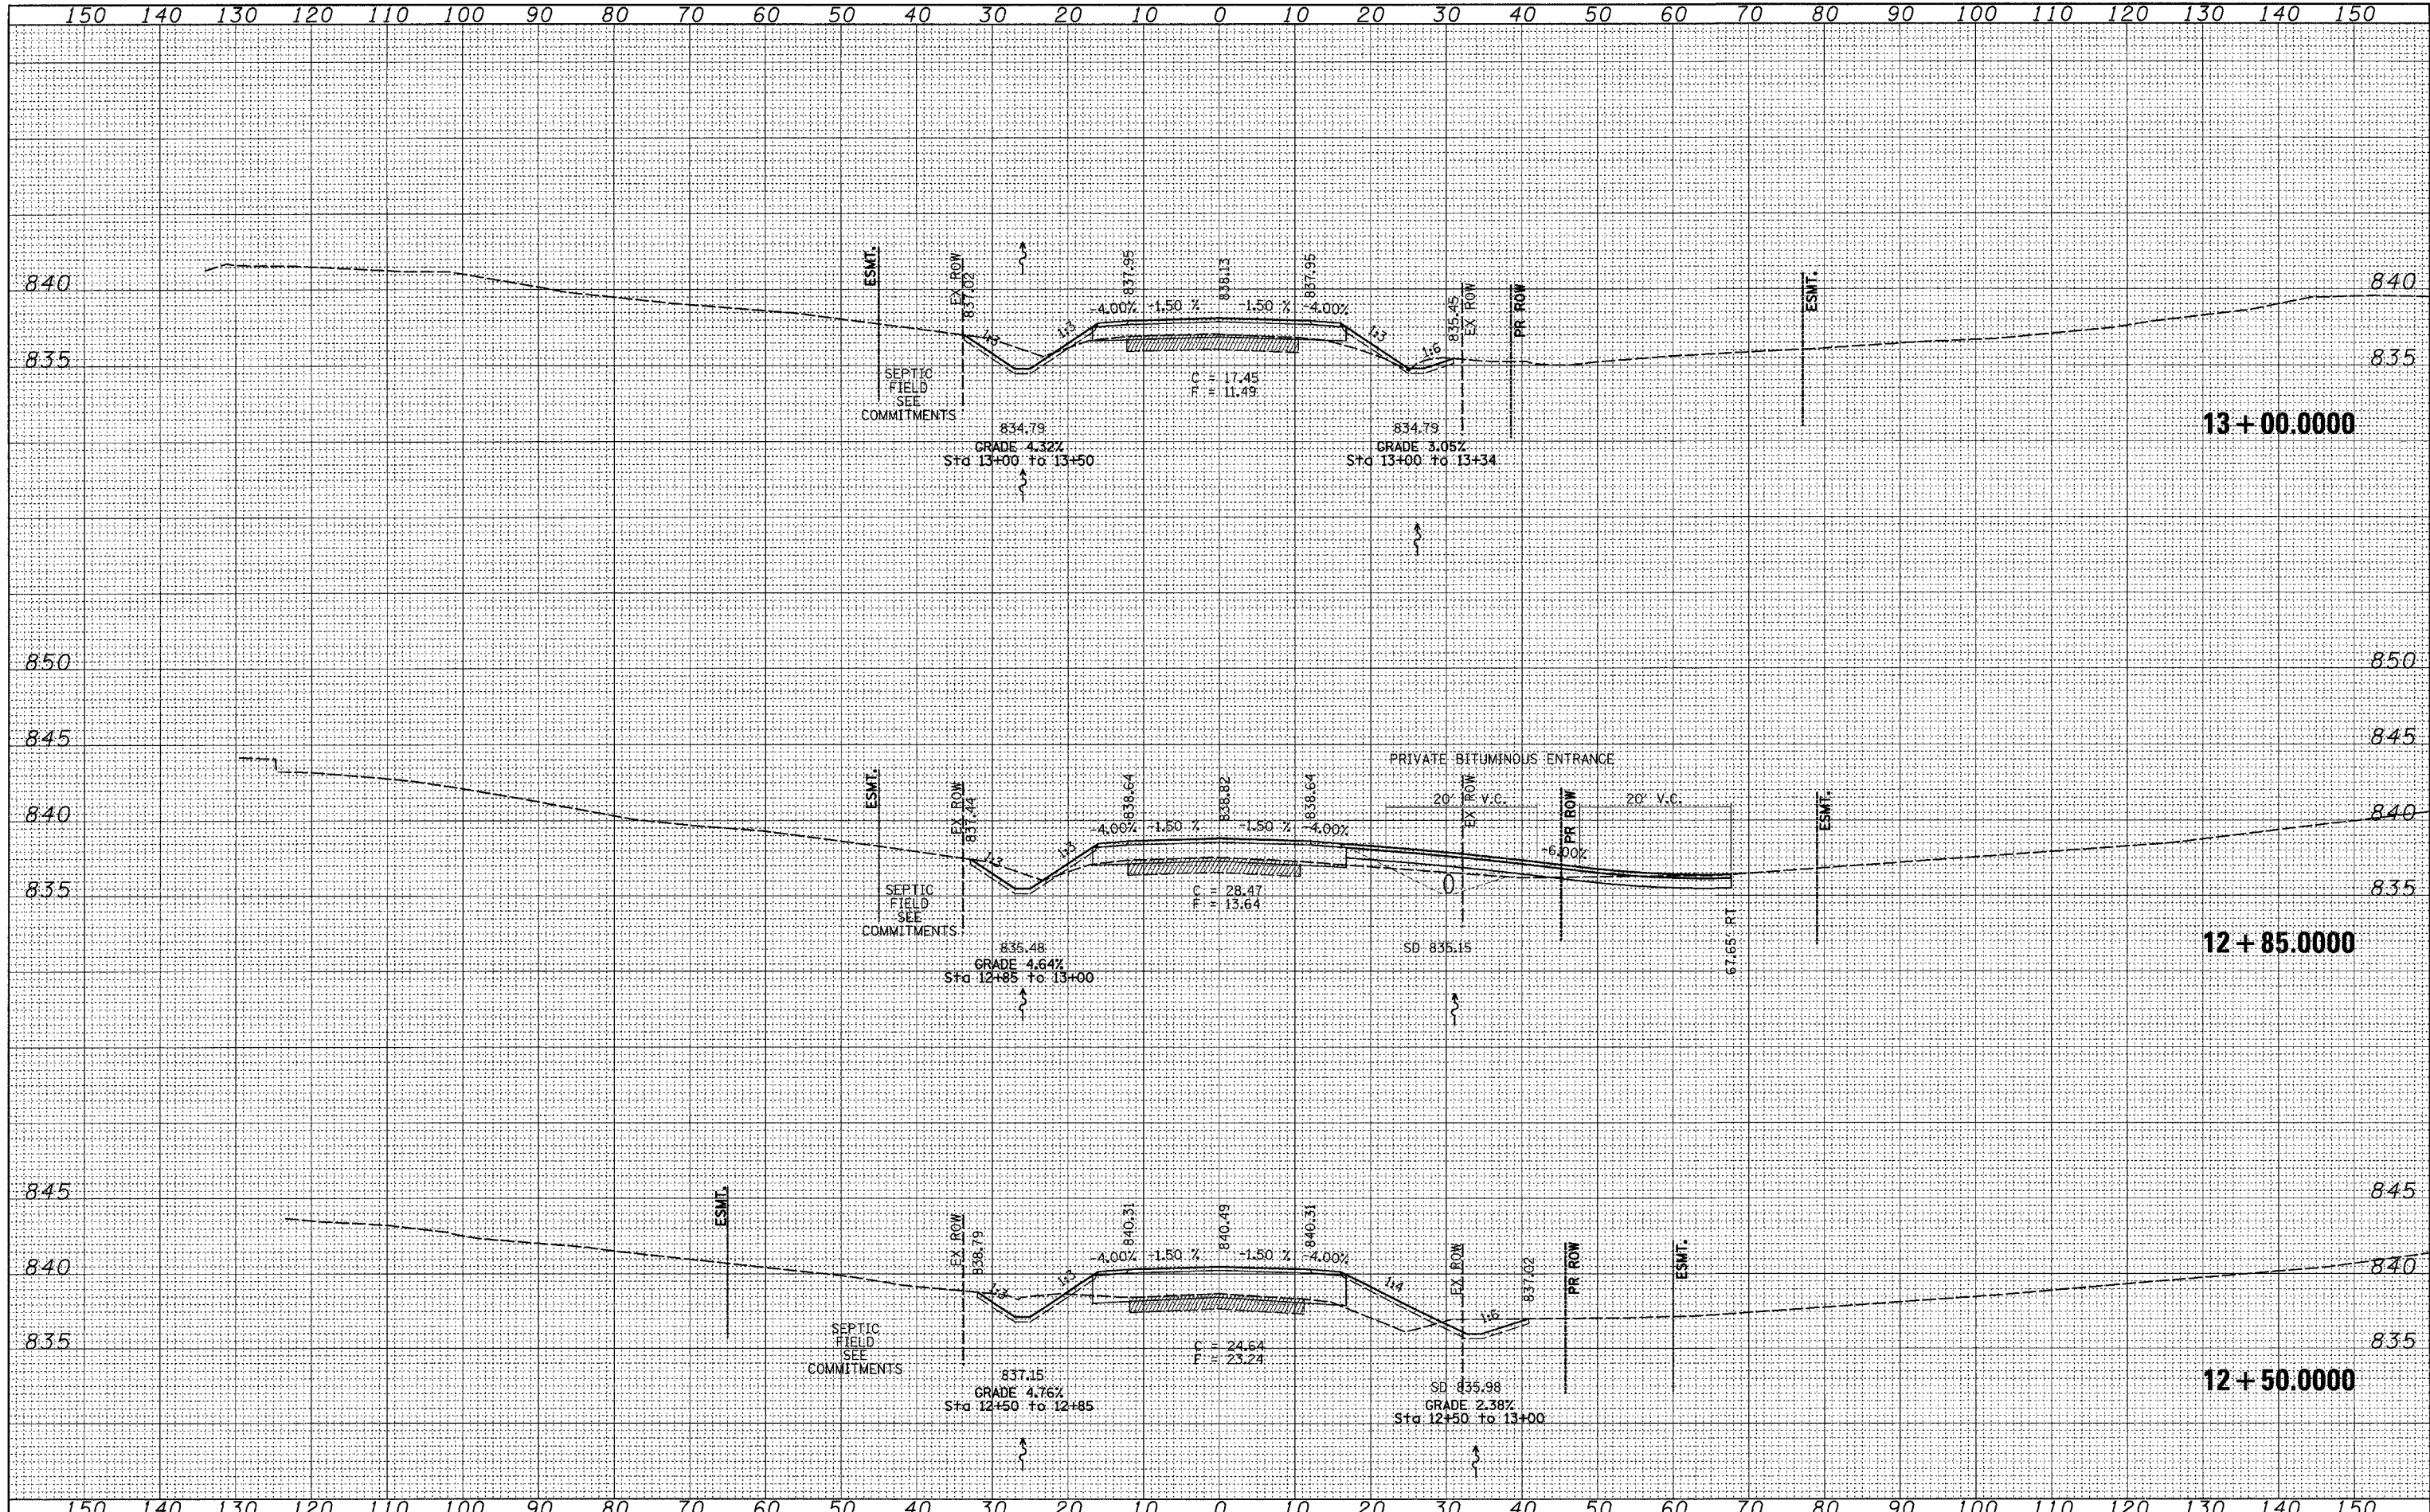 150 140 130 120 110 100 90 80 70 60 50 40 30 20 10 0 10 20 30 40 50 60 70 80 90 100 110 120 130 140 150
ESMT.
EX ROW
837.02
837.95
838.13
837.95
835.45
EX ROW
PR ROW
ESMT.
840
-4.00% -1.50 % -1.50 % -4.00%
840
1:3 1:3 1:3 1:6
835
835
SEPTIC
FIELD
SEE
COMMITMENTS
C = 17.45
F = 11.49
834.79
GRADE 4.32%
Sta 13+00 to 13+50
834.79
GRADE 3.05%
Sta 13+00 to 13+34
13+00.0000
850
850
845
845
PRIVATE BITUMINOUS ENTRANCE
ESMT.
EX ROW
837.44
838.64
838.82
838.64
20' V.C.
EX ROW
PR ROW
20' V.C.
ESMT.
840
-4.00% -1.50 % -1.50 % -4.00%
840
1:3 1:3 -6.00%
835
835
SEPTIC
FIELD
SEE
COMMITMENTS
C = 28.47
F = 13.64
835.48
GRADE 4.64%
Sta 12+85 to 13+00
SD 835.15
67.65' RT
12+85.0000
845
845
ESMT.
EX ROW
838.79
840.31
840.49
840.31
EX ROW
837.02
PR ROW
ESMT.
840
-4.00% -1.50 % -1.50 % -4.00%
840
1:3 1:3 1:4 1:6
835
835
SEPTIC
FIELD
SEE
COMMITMENTS
C = 24.64
F = 23.24
837.15
GRADE 4.76%
Sta 12+50 to 12+85
SD 835.98
GRADE 2.38%
Sta 12+50 to 13+00
12+50.0000
150 140 130 120 110 100 90 80 70 60 50 40 30 20 10 0 10 20 30 40 50 60 70 80 90 100 110 120 130 140 150